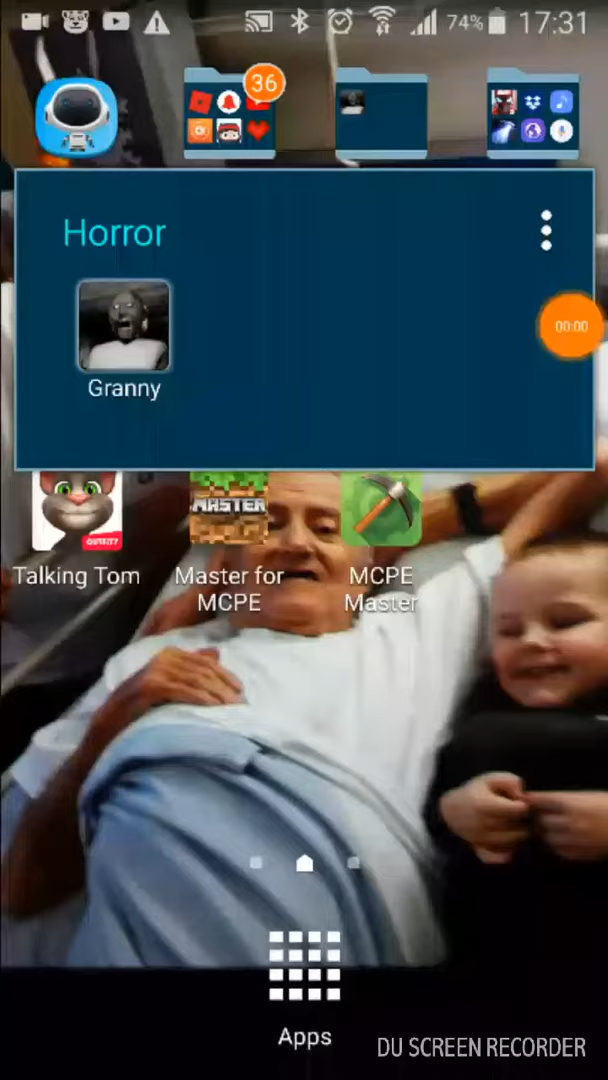 74% 17:31
36
Horror
00:00
Granny
MASTER
OUTFIT7
Talking Tom
Master for
MCPE
MCPE
Master
Apps
DU SCREEN RECORDER